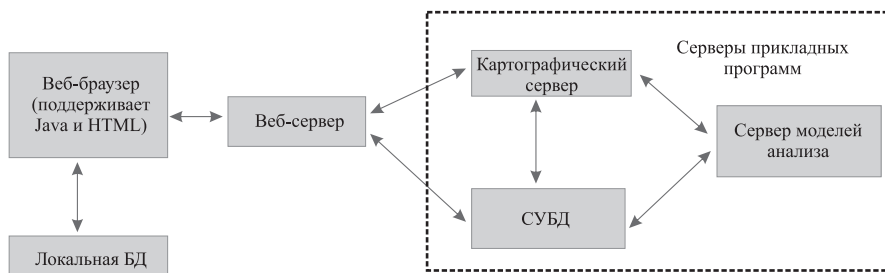 Веб-браузер
(поддерживает
Java и HTML)
Локальная БД
Веб-сервер
Картографический
сервер
СУБД
Серверы прикладных
программ
Сервер моделей
анализа